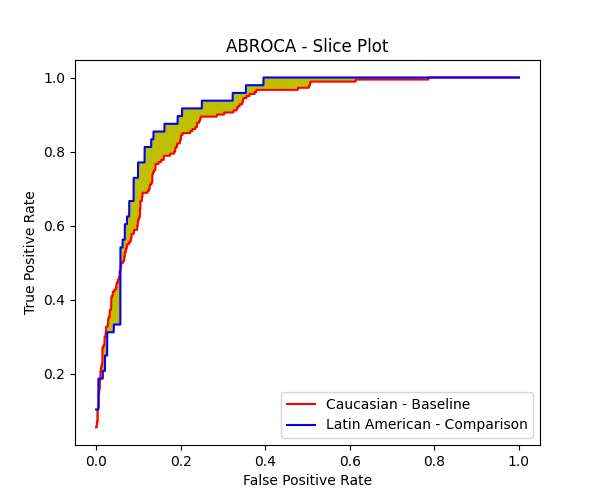 ABROCA - Slice Plot
True Positive Rate
1.0
0.8
0.6
0.4
0.2
0.0 0.2 0.4 0.6 0.8 1.0
False Positive Rate
Caucasian - Baseline
Latin American - Comparison